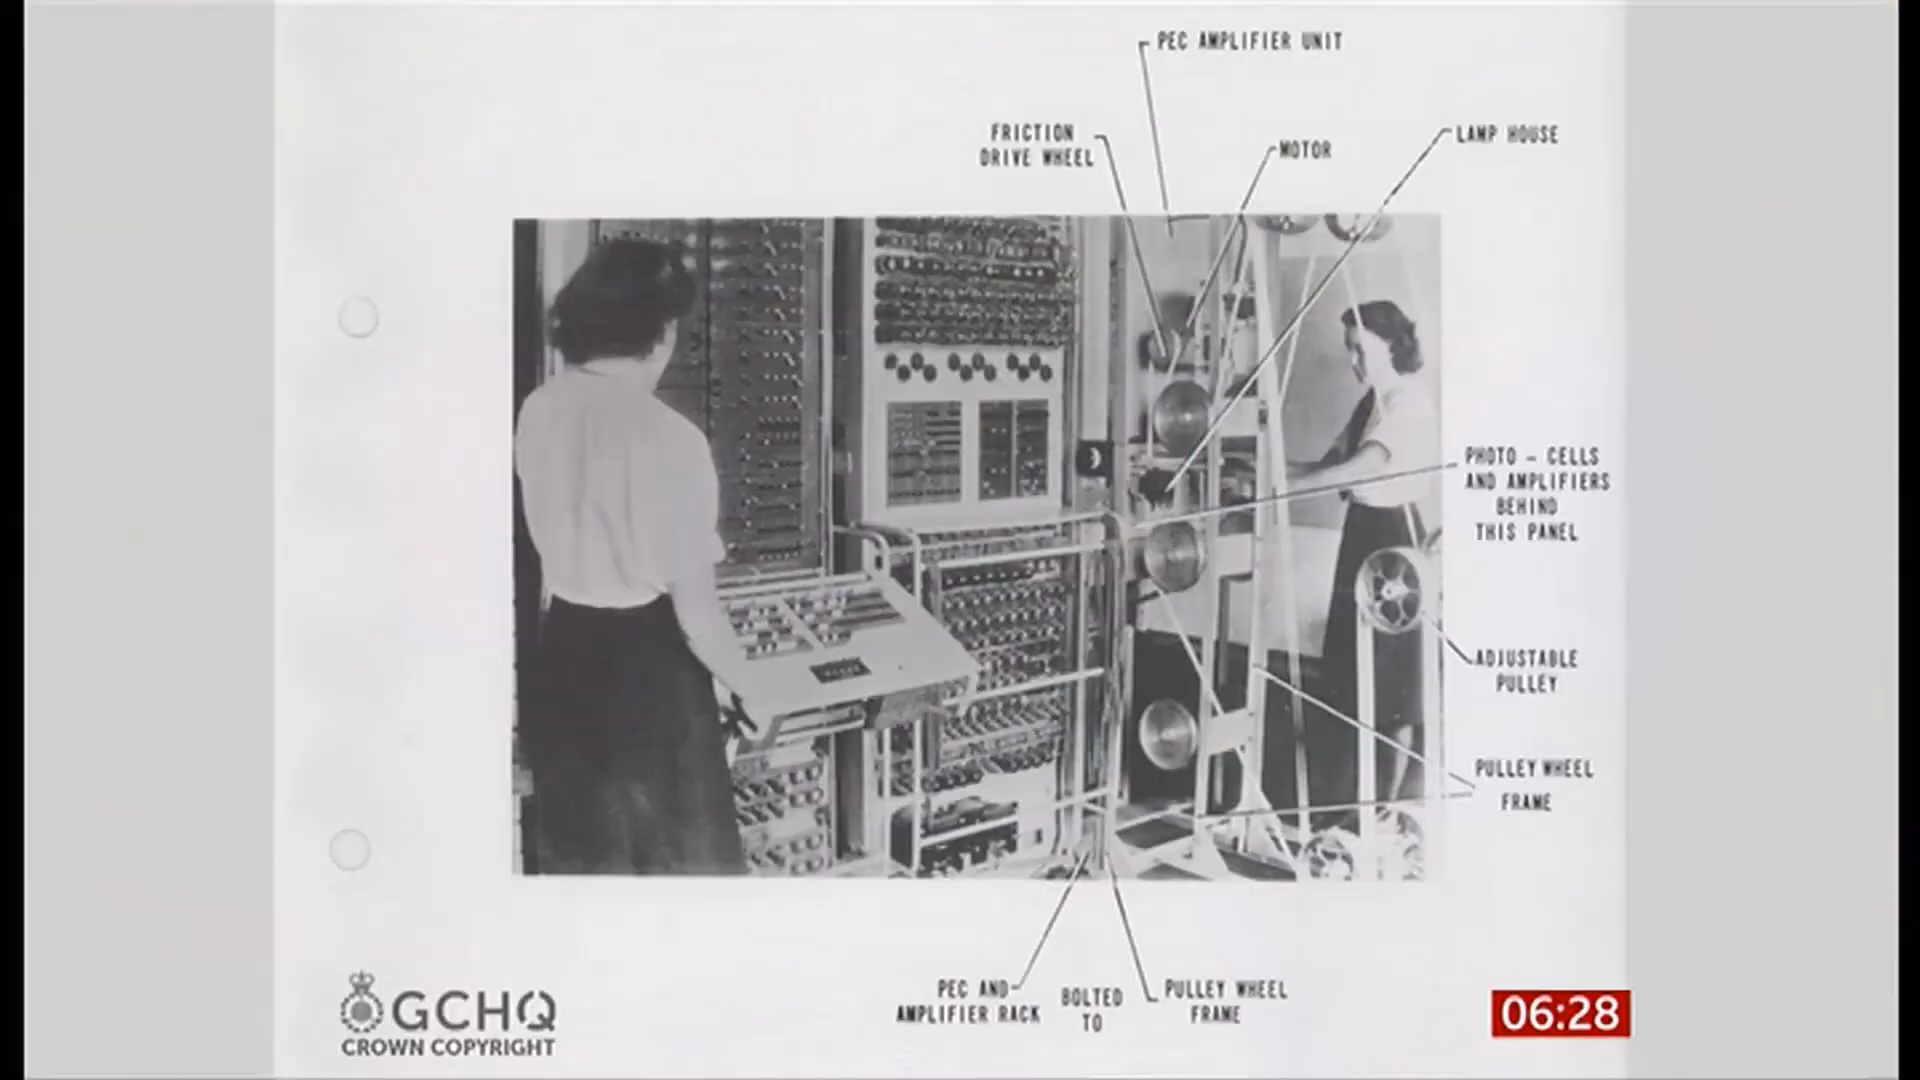 PEC AMPLIFIER UNIT
FRICTION
DRIVE WHEEL
MOTOR
LAMP HOUSE
PHOTO – CELLS
AND AMPLIFIERS
BEHIND
THIS PANEL
ADJUSTABLE
PULLEY
PULLEY WHEEL
FRAME
PEC AND
AMPLIFIER RACK
BOLTED
TO
PULLEY WHEEL
FRAME
GCHQ
CROWN COPYRIGHT
06:28